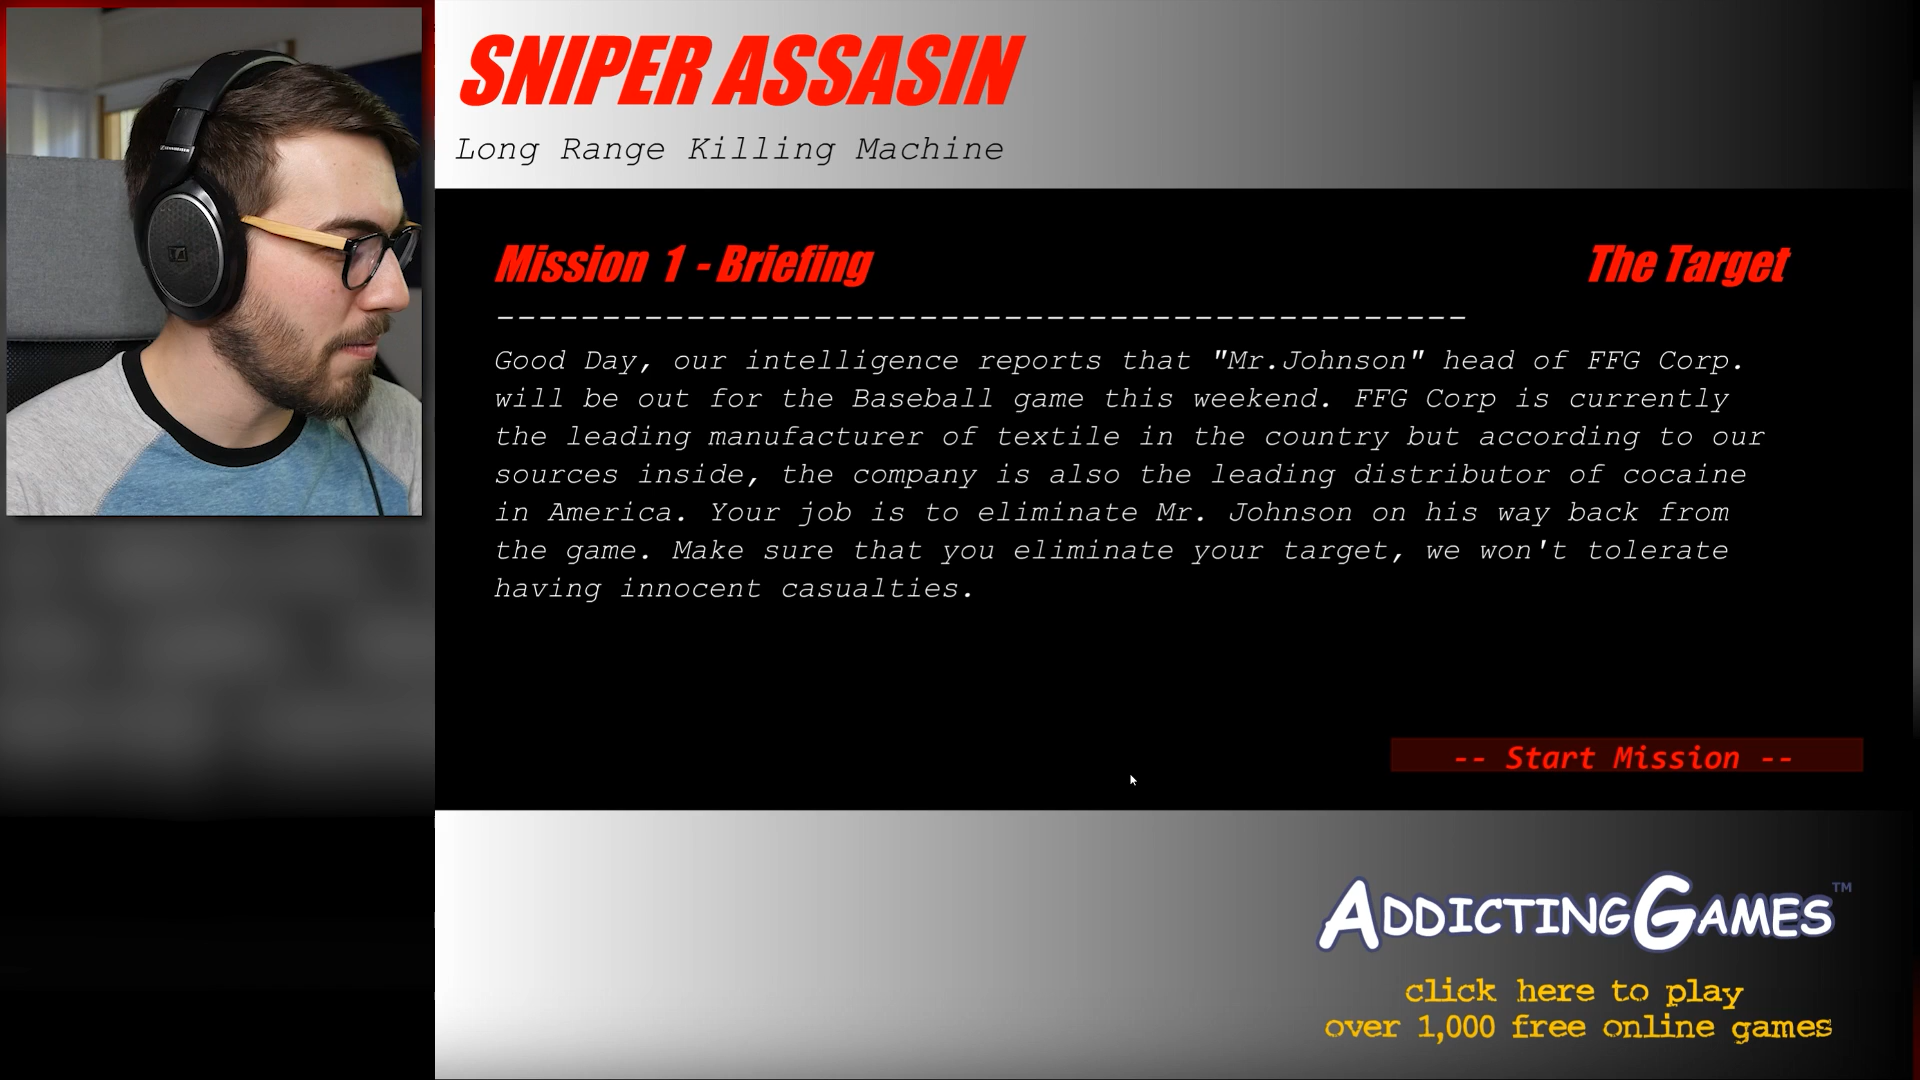 SNIPER ASSASIN
Long Range Killing Machine
Mission 1 - Briefing
The Target
----------------------------------------------
Good Day, our intelligence reports that "Mr.Johnson" head of FFG Corp.
will be out for the Baseball game this weekend. FFG Corp is currently
the leading manufacturer of textile in the country but according to our
sources inside, the company is also the leading distributor of cocaine
in America. Your job is to eliminate Mr. Johnson on his way back from
the game. Make sure that you eliminate your target, we won't tolerate
having innocent casualties.
-- Start Mission --
ADDICTINGGAMES™
click here to play
over 1,000 free online games